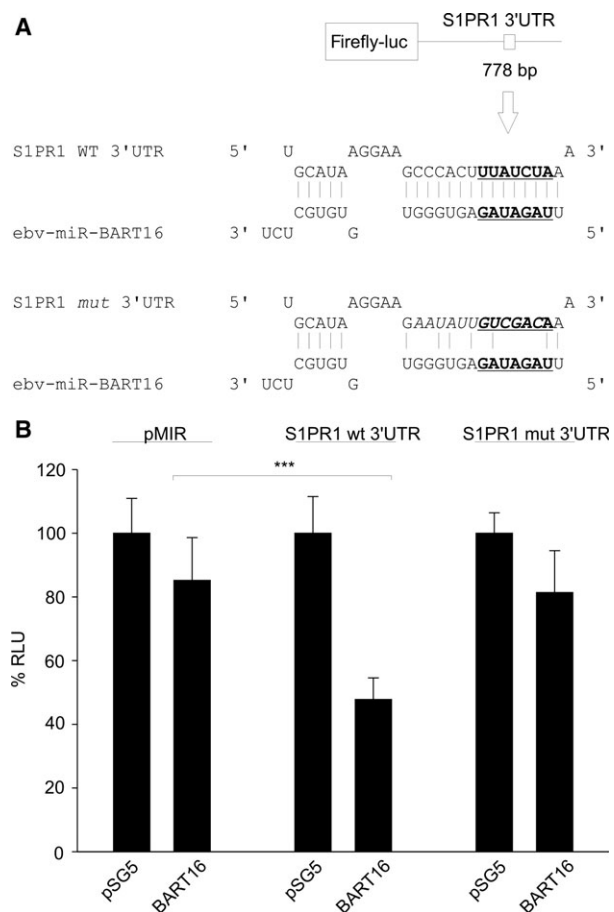 A
S1PR1 3'UTR
Firefly-luc
778 bp
S1PR1 WT 3'UTR 5' U AGGAA A 3'
GCAUA GCCCACUUUAUCUAA
CGUGU UGGGUGAGAUAGAUU
ebv-miR-BART16 3' UCU G 5'
S1PR1 mut 3'UTR 5' U AGGAA A 3'
GCAUA GAAUAUUGUCGACAA
CGUGU UGGGUGAGAUAGAUU
ebv-miR-BART16 3' UCU G 5'
B
pMIR S1PR1 wt 3'UTR S1PR1 mut 3'UTR
***
120
100
80
60
40
20
0
% RLU
pSG5 BART16 pSG5 BART16 pSG5 BART16